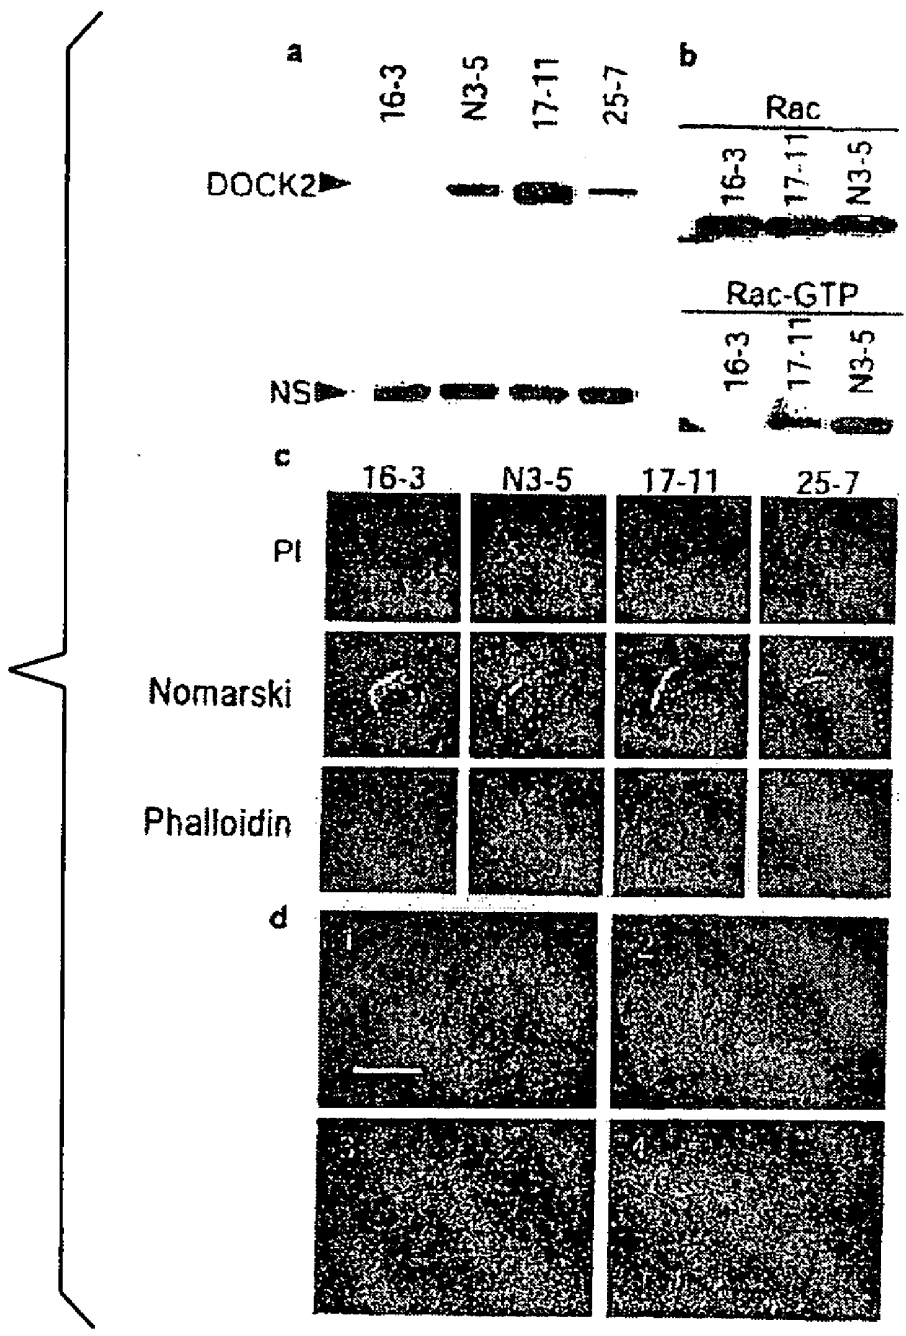 a
16-3 N3-5 17-11 25-7
DOCK2
NS
b
Rac
16-3 17-11 N3-5
Rac-GTP
16-3 17-11 N3-5
c
16-3 N3-5 17-11 25-7
PI
Nomarski
Phalloidin
d
1 2
3 4